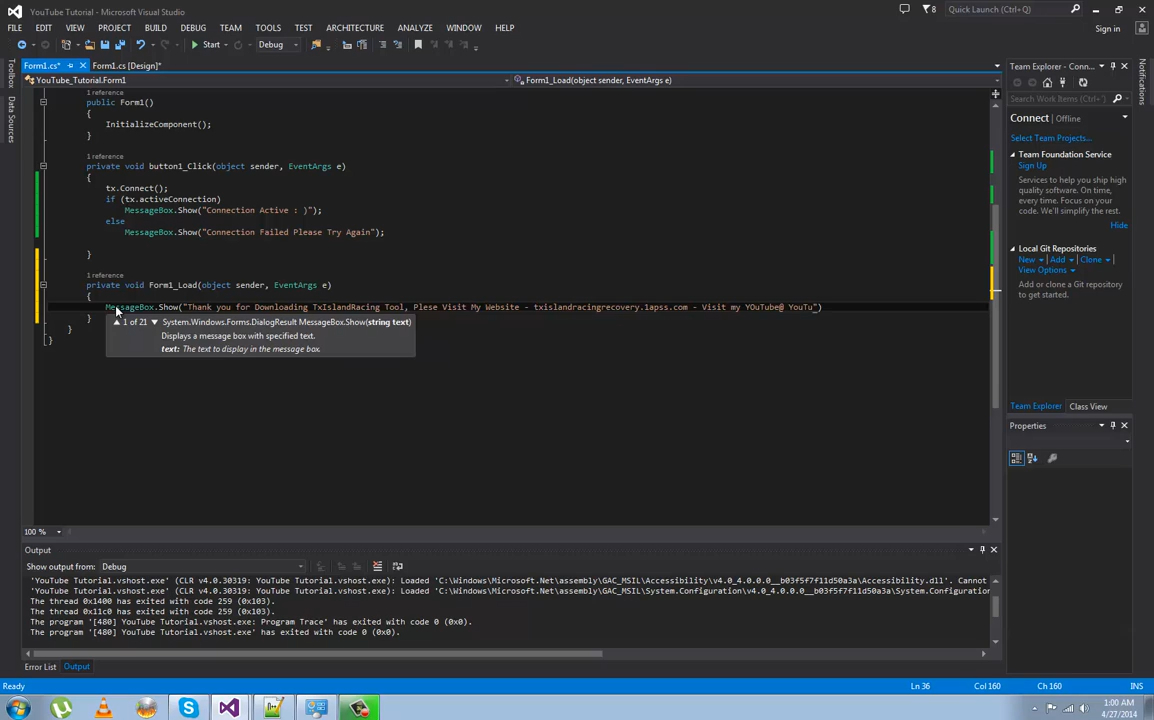 YouTube Tutorial - Microsoft Visual Studio
8
Quick Launch (Ctrl+Q)
FILE EDIT VIEW PROJECT BUILD DEBUG TEAM TOOLS TEST ARCHITECTURE ANALYZE WINDOW HELP
Sign in
Start
Debug
Toolbox
Data Sources
Form1.cs*
Form1.cs [Design]*
YouTube_Tutorial.Form1
Form1_Load(object sender, EventArgs e)
1 reference
public Form1()
{
InitializeComponent();
}
1 reference
private void button1_Click(object sender, EventArgs e)
{
tx.Connect();
if (tx.activeConnection)
MessageBox.Show("Connection Active : )");
else
MessageBox.Show("Connection Failed Please Try Again");
}
1 reference
private void Form1_Load(object sender, EventArgs e)
{
MessageBox.Show("Thank you for Downloading TxIslandRacing Tool, Plese Visit My Website - txislandracingrecovery.1apss.com - Visit my YOuTube@ YouTu")
1 of 21 System.Windows.Forms.DialogResult MessageBox.Show(string text)
Displays a message box with specified text.
text: The text to display in the message box.
}
}
}
100 %
Team Explorer - Conn...
Search Work Items (Ctrl+')
Connect | Offline
Select Team Projects...
Team Foundation Service
Sign Up
Services to help you ship high
quality software. On time,
every time. Focus on your
code. We'll simplify the rest.
Hide
Local Git Repositories
New Add Clone
View Options
Add or clone a Git repository
to get started.
Team Explorer Class View
Properties
Notifications
Output
Show output from: Debug
'YouTube Tutorial.vshost.exe' (CLR v4.0.30319: YouTube Tutorial.vshost.exe): Loaded 'C:\Windows\Microsoft.Net\assembly\GAC_MSIL\Accessibility\v4.0_4.0.0.0__b03f5f7f11d50a3a\Accessibility.dll'. Cannot
'YouTube Tutorial.vshost.exe' (CLR v4.0.30319: YouTube Tutorial.vshost.exe): Loaded 'C:\Windows\Microsoft.Net\assembly\GAC_MSIL\System.Configuration\v4.0_4.0.0.0__b03f5f7f11d50a3a\System.Configuration
The thread 0x1400 has exited with code 259 (0x103).
The thread 0x11c0 has exited with code 259 (0x103).
The program '[480] YouTube Tutorial.vshost.exe: Program Trace' has exited with code 0 (0x0).
The program '[480] YouTube Tutorial.vshost.exe' has exited with code 0 (0x0).
Error List Output
Ready
Ln 36
Col 160
Ch 160
INS
1:00 AM
4/27/2014